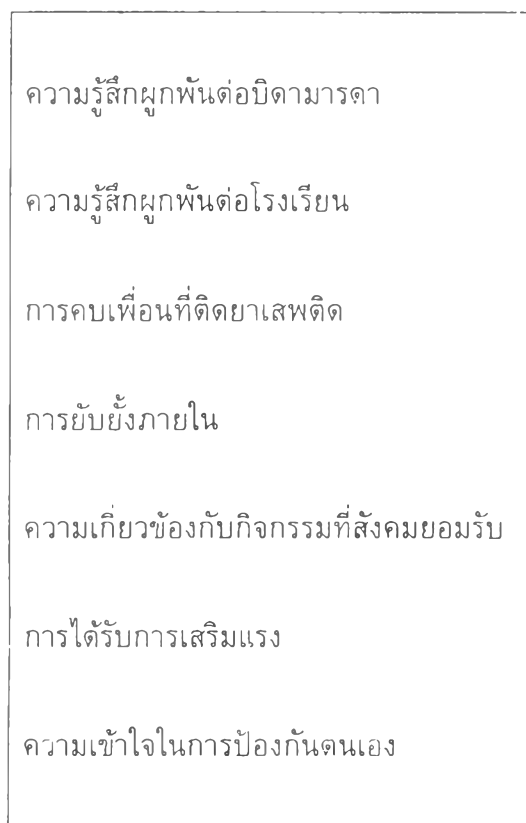 ความรู้สึกผูกพันต่อบิดามารดา
ความรู้สึกผูกพันต่อโรงเรียน
การคบเพื่อนที่ติดยาเสพติด
การยับยั้งภายใน
ความเกี่ยวข้องกับกิจกรรมที่สังคมยอมรับ
การได้รับการเสริมแรง
ความเข้าใจในการป้องกันตนเอง